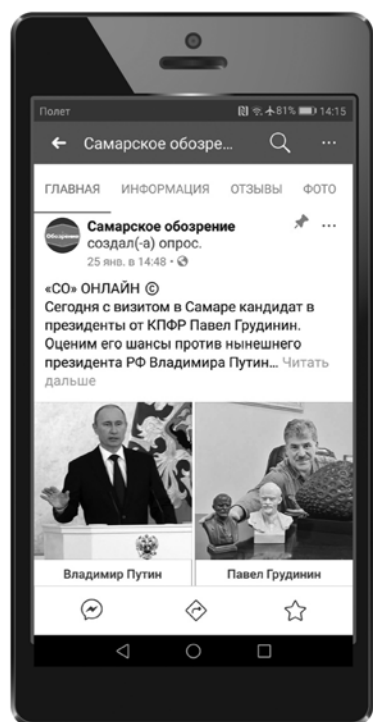 Полет 81% 14:15
Самарское обозре...
ГЛАВНАЯ ИНФОРМАЦИЯ ОТЗЫВЫ ФОТО
Обозрение
Самарское обозрение
создал(-а) опрос.
25 янв. в 14:48 •
«СО» ОНЛАЙН ©
Сегодня с визитом в Самаре кандидат в
президенты от КПФР Павел Грудинин.
Оценим его шансы против нынешнего
президента РФ Владимира Путин... Читать
дальше
Владимир Путин Павел Грудинин